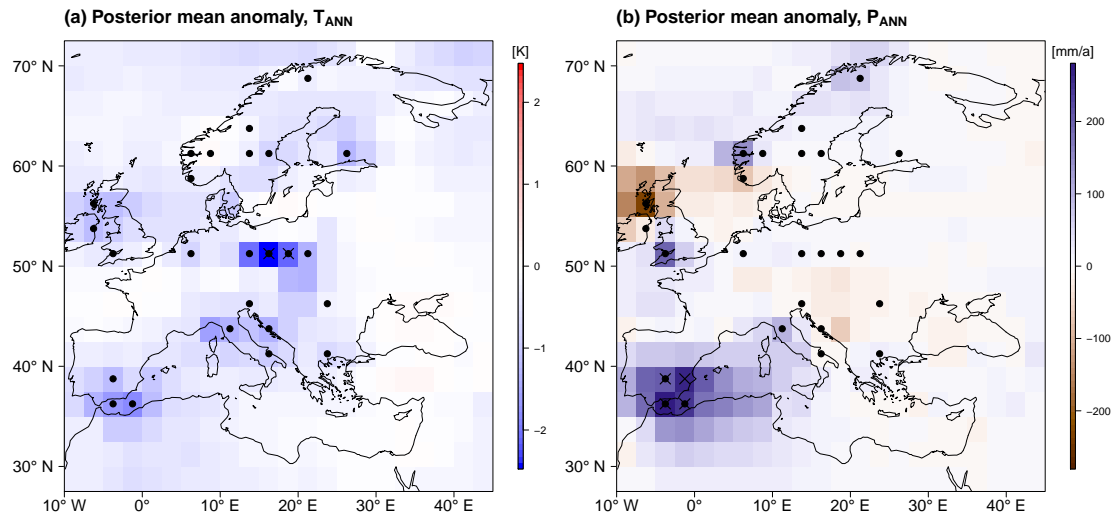 (a) Posterior mean anomaly, TANN
[K]
70° N
60° N
50° N
40° N
30° N
10° W 0° 10° E 20° E 30° E 40° E
2
1
0
−1
−2
(b) Posterior mean anomaly, PANN
[mm/a]
70° N
60° N
50° N
40° N
30° N
10° W 0° 10° E 20° E 30° E 40° E
200
100
0
−100
−200